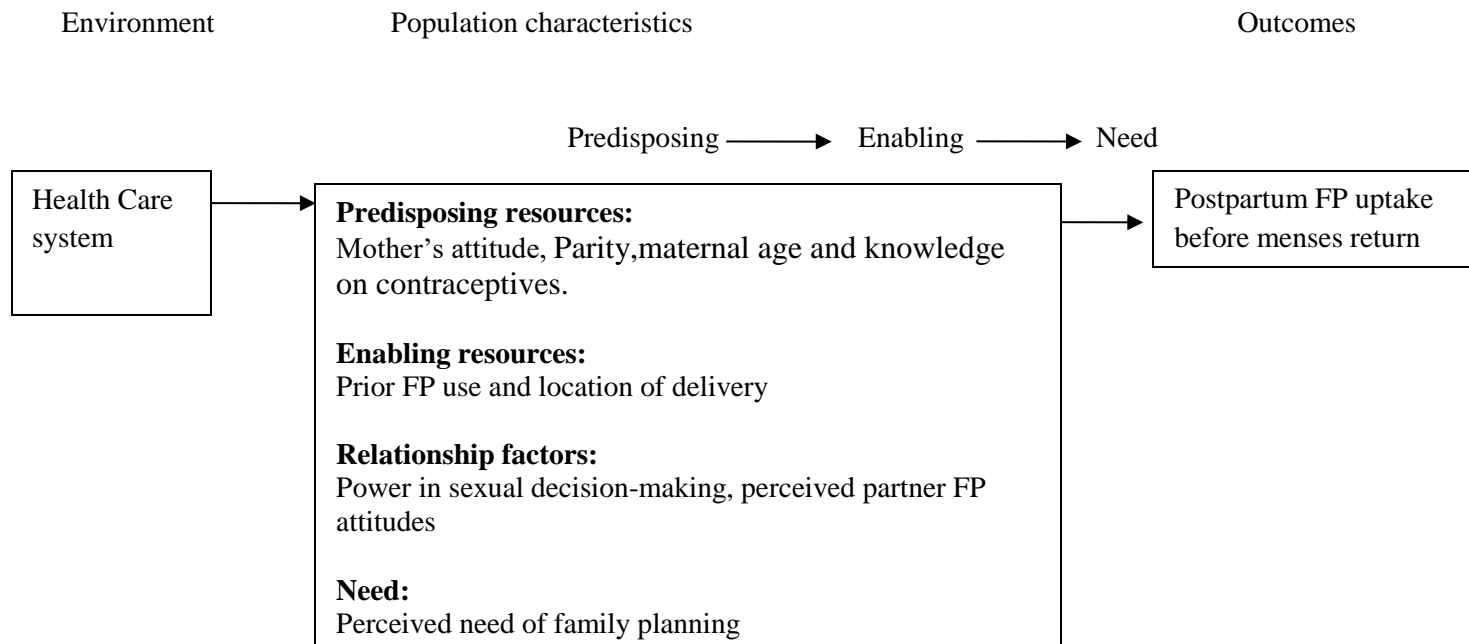 Environment
Population characteristics
Outcomes
Predisposing
Enabling
Need
Health Care
system
Predisposing resources:
Mother’s attitude, Parity,maternal age and knowledge
on contraceptives.
Enabling resources:
Prior FP use and location of delivery
Relationship factors:
Power in sexual decision-making, perceived partner FP
attitudes
Need:
Perceived need of family planning
Postpartum FP uptake
before menses return